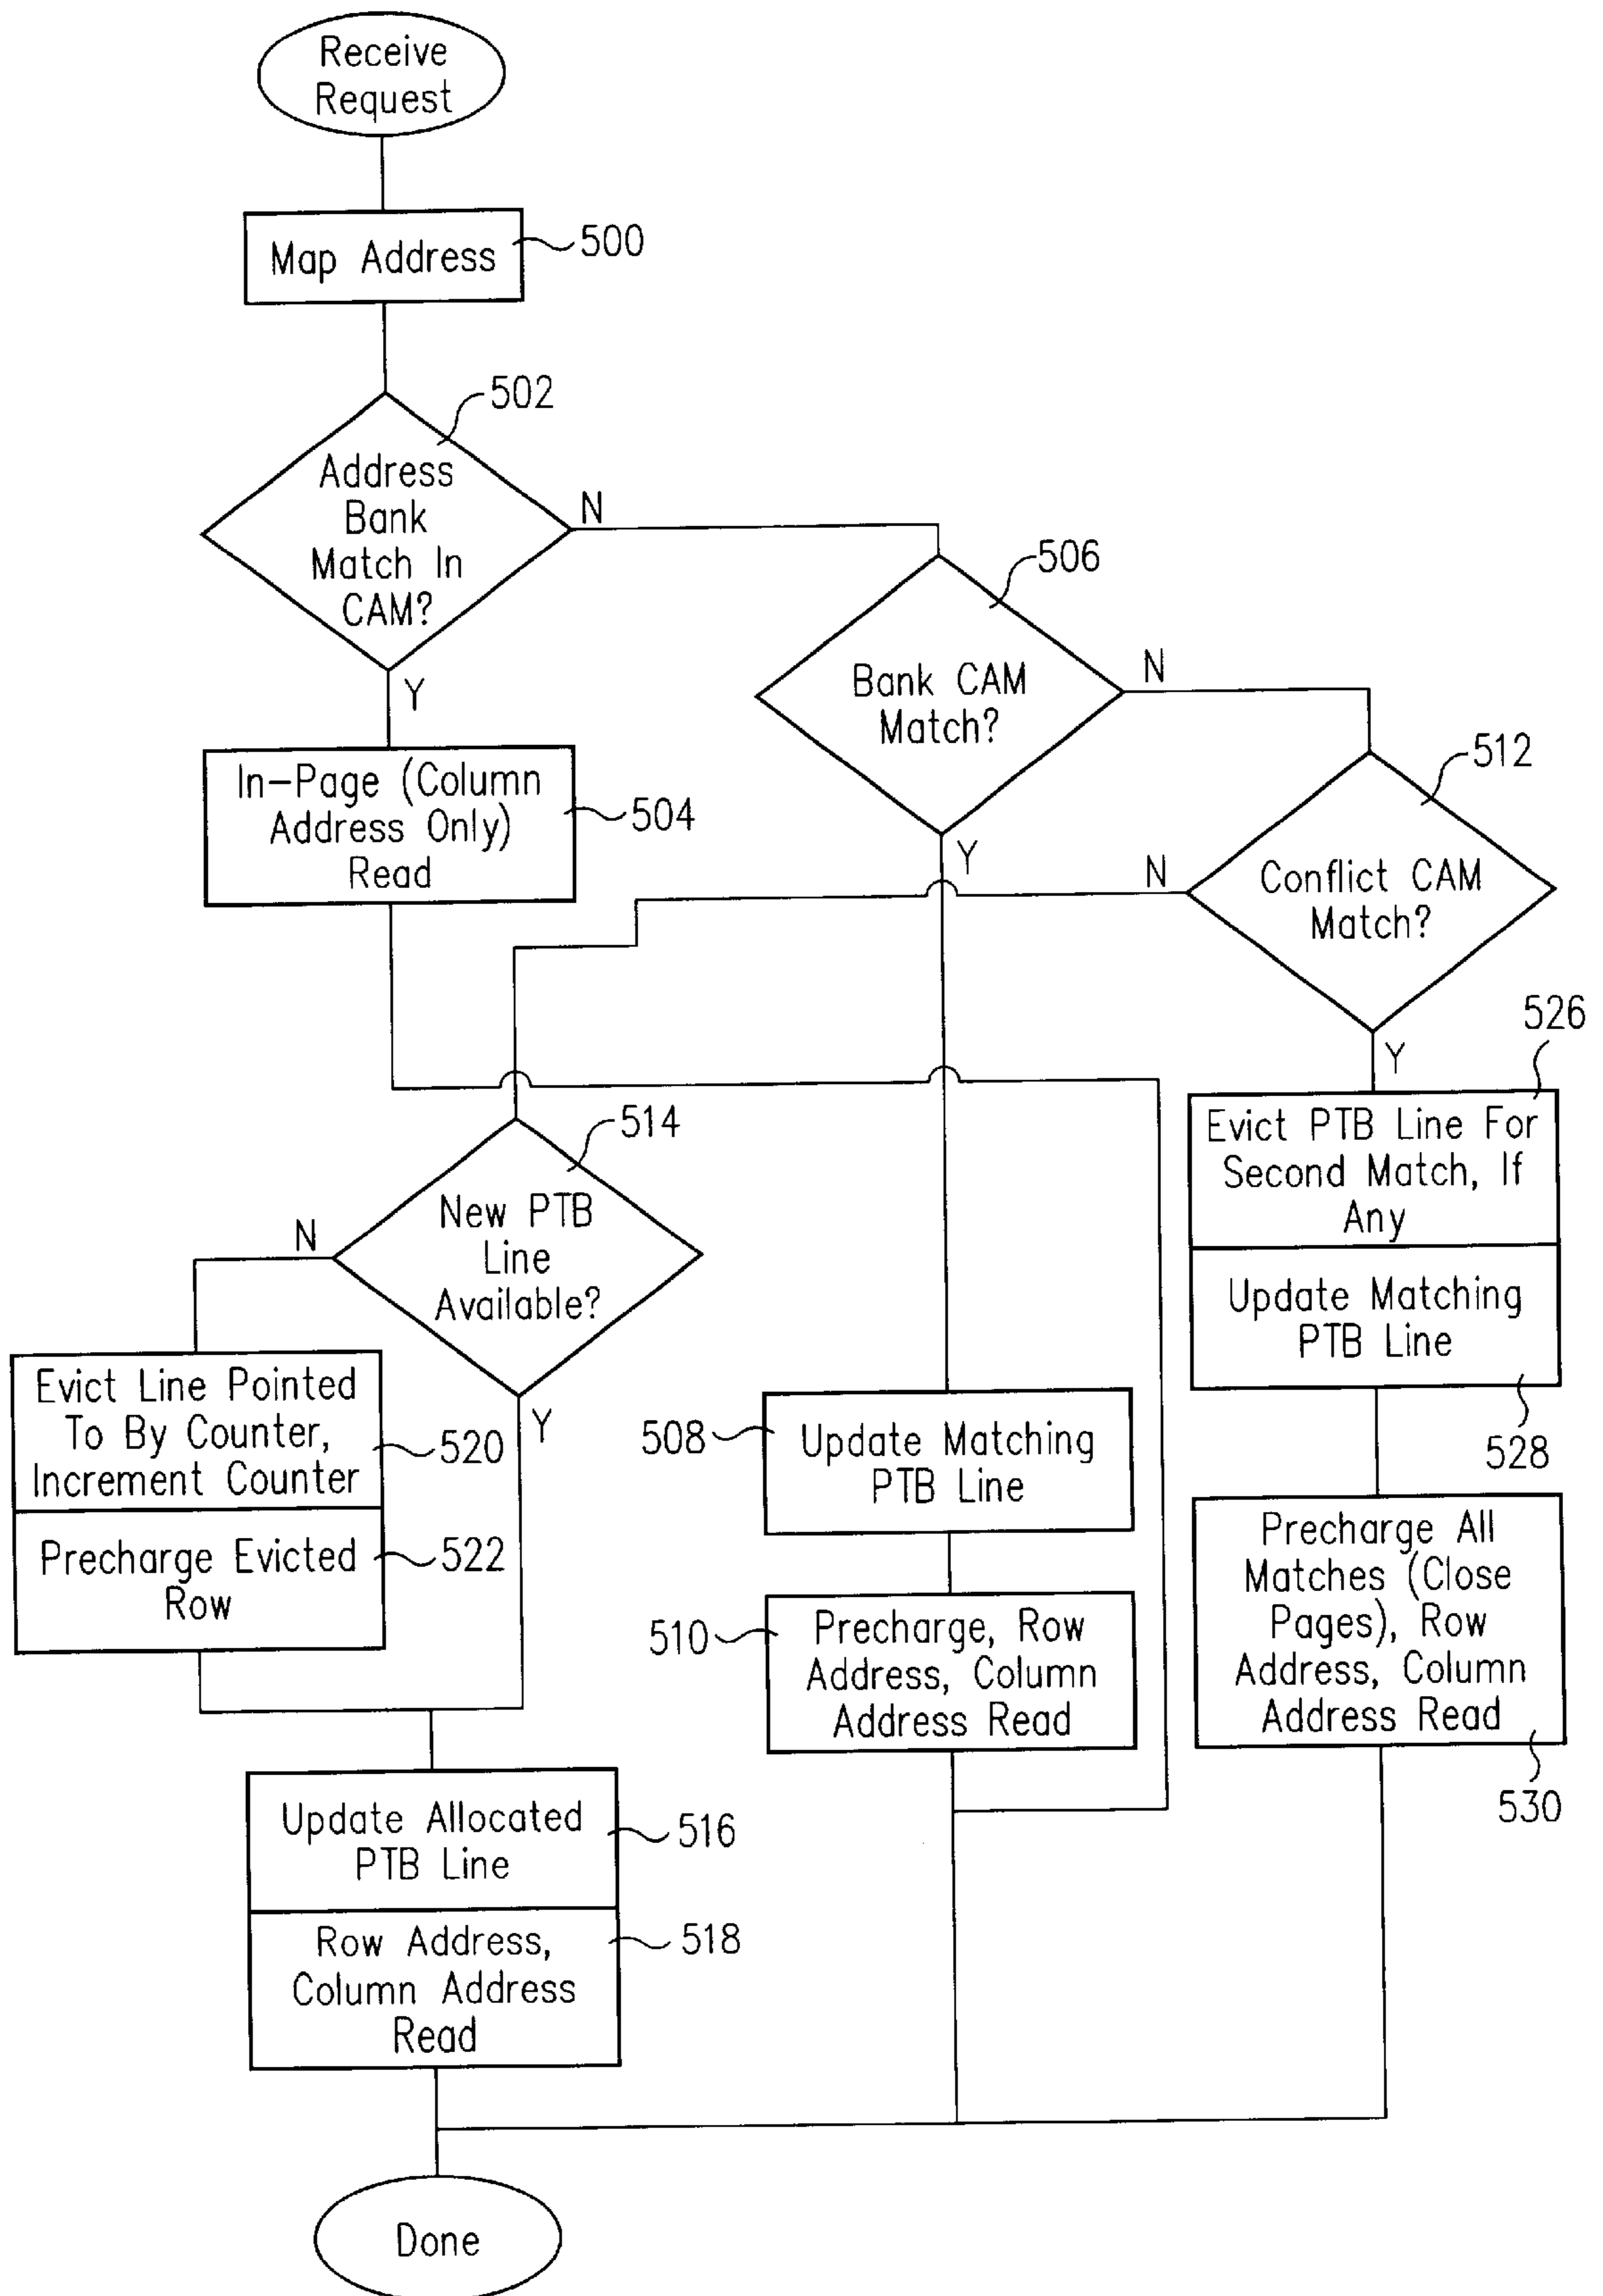 Receive
Request
Map Address
500
502
Address
Bank
Match In
CAM?
N
Y
506
Bank CAM
Match?
N
Y
512
Conflict CAM
Match?
N
Y
In-Page (Column
Address Only)
Read
504
526
Evict PTB Line For
Second Match, If
Any
Update Matching
PTB Line
528
514
New PTB
Line
Available?
N
Y
Evict Line Pointed
To By Counter,
Increment Counter
520
Precharge Evicted
Row
522
508
Update Matching
PTB Line
510
Precharge, Row
Address, Column
Address Read
Precharge All
Matches (Close
Pages), Row
Address, Column
Address Read
530
Update Allocated
PTB Line
516
Row Address,
Column Address
Read
518
Done